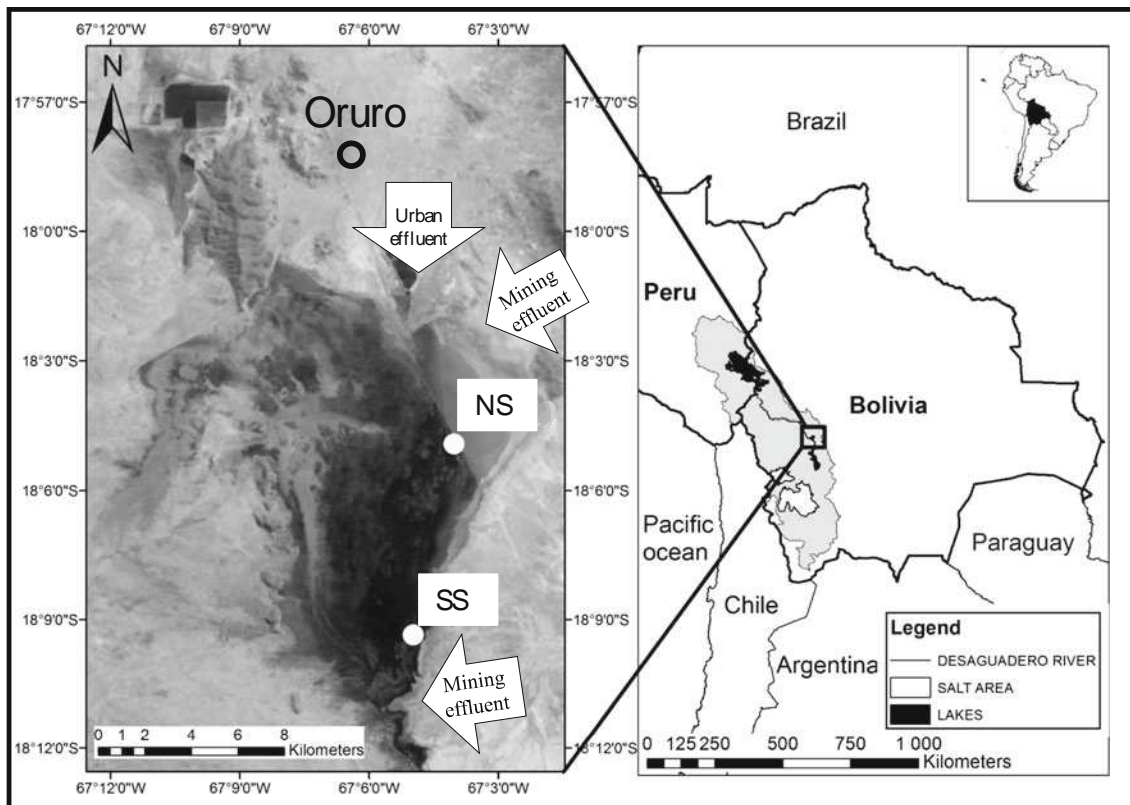 67°12'0"W 67°9'0"W 67°6'0"W 67°3'0"W
N
17°57'0"S
18°0'0"S
18°3'0"S
18°6'0"S
18°9'0"S
18°12'0"S
Oruro
Urban
effluent
Mining
effluent
NS
SS
Mining
effluent
0 1 2 4 6 8
Kilometers
67°12'0"W 67°9'0"W 67°6'0"W 67°3'0"W
17°57'0"S
18°0'0"S
18°3'0"S
18°6'0"S
18°9'0"S
18°12'0"S
Brazil
Peru
Bolivia
Pacific
ocean
Paraguay
Chile
Argentina
Legend
DESAGUADERO RIVER
SALT AREA
LAKES
0 125 250 500 750 1 000
Kilometers